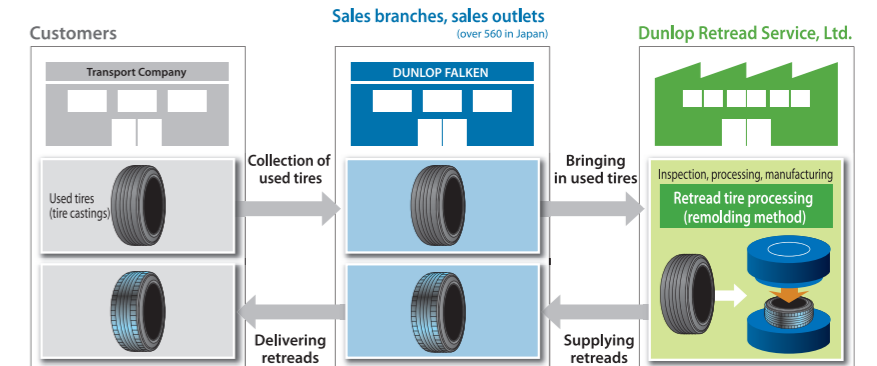 Customers
Sales branches, sales outlets
(over 560 in Japan)
Dunlop Retread Service, Ltd.
Transport Company
DUNLOP FALKEN
Collection of
used tires
Bringing
in used tires
Used tires
(tire castings)
Inspection, processing, manufacturing
Retread tire processing
(remolding method)
Delivering
retreads
Supplying
retreads